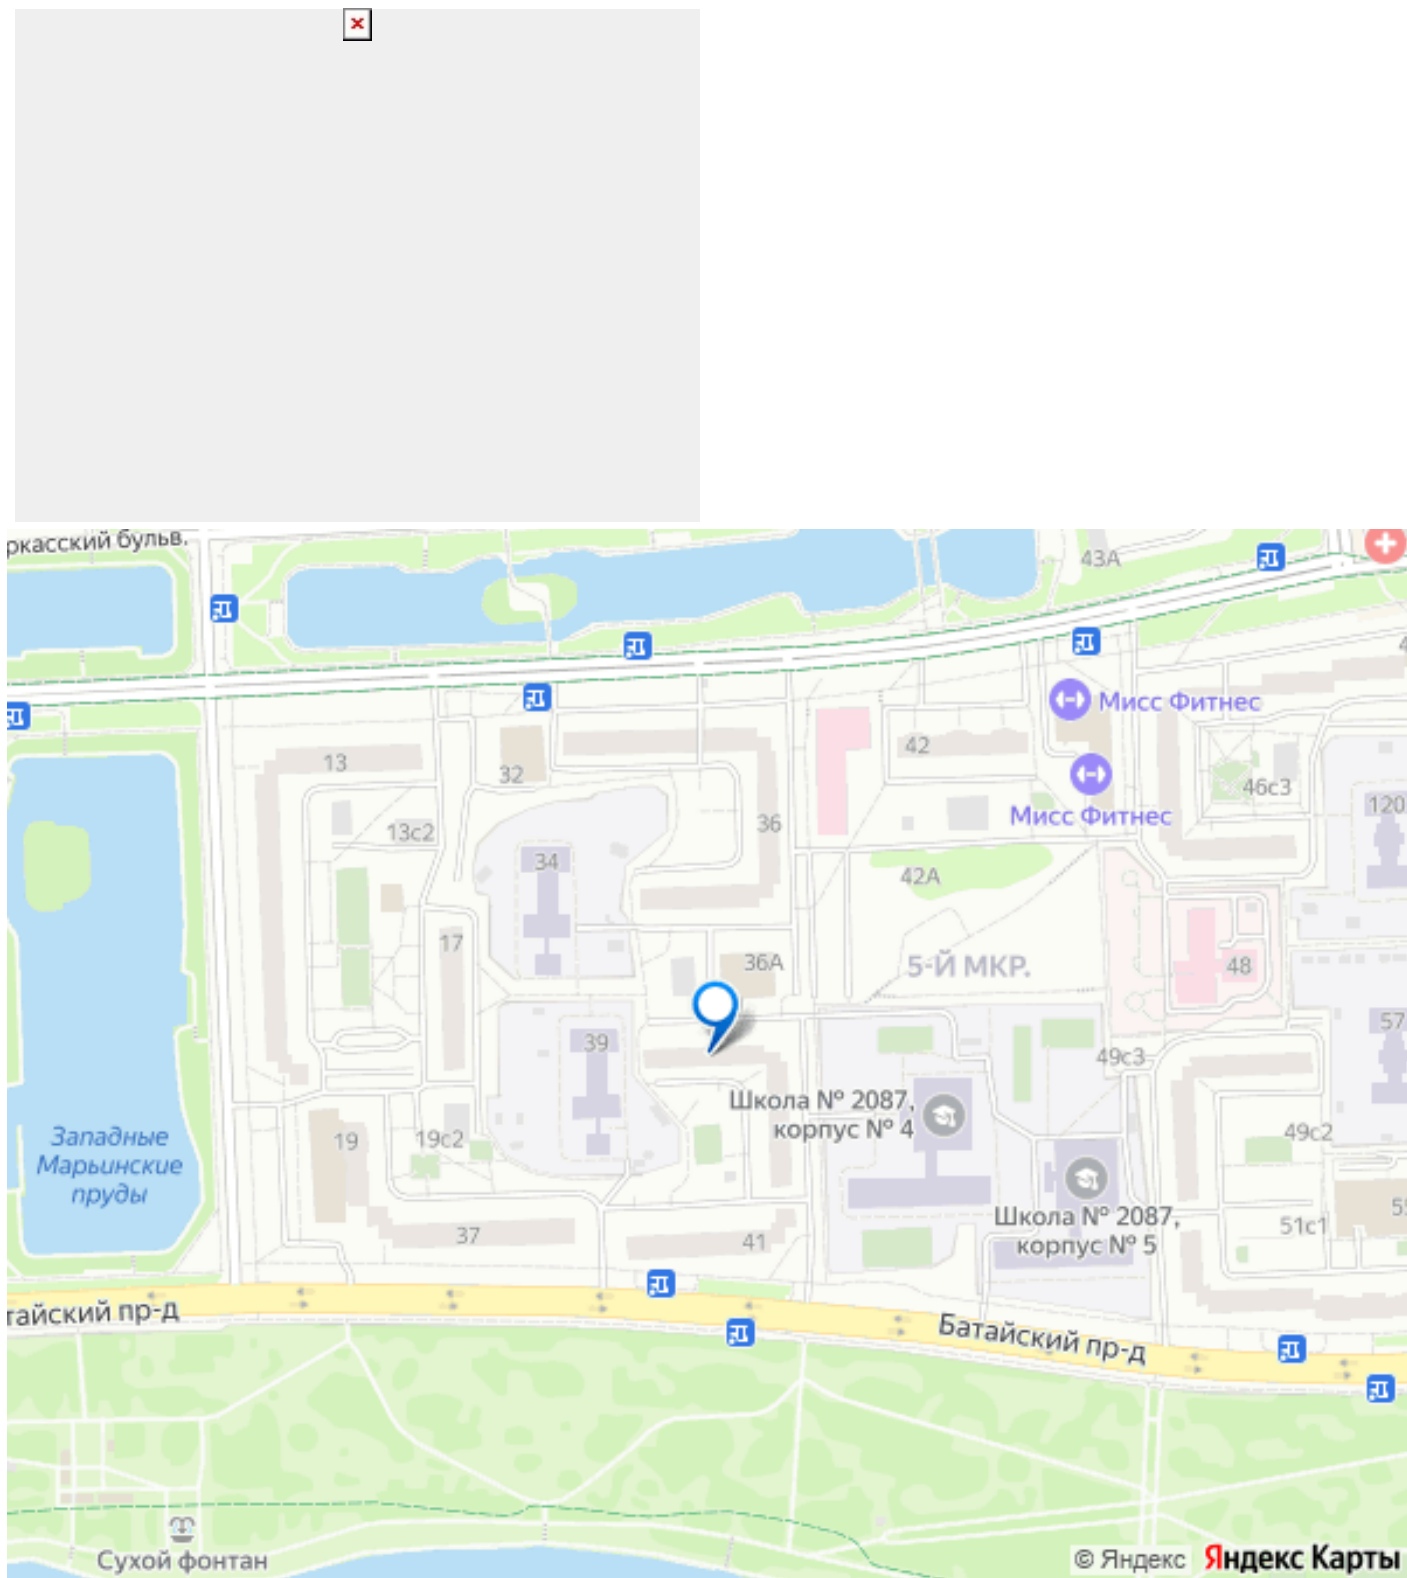 ркасский бульв.
43А
Мисс Фитнес
42
13
32
46с3
Мисс Фитнес
120
36
13с2
34
42А
17
36А
5-Й МКР.
48
57
39
49с3
Школа № 2087,
корпус № 4
Западные
Марьинские
пруды
19
19с2
49с2
Школа № 2087,
корпус № 5
51с1
37
41
тайский пр-д
Батайский пр-д
Сухой фонтан
© Яндекс Яндекс Карты